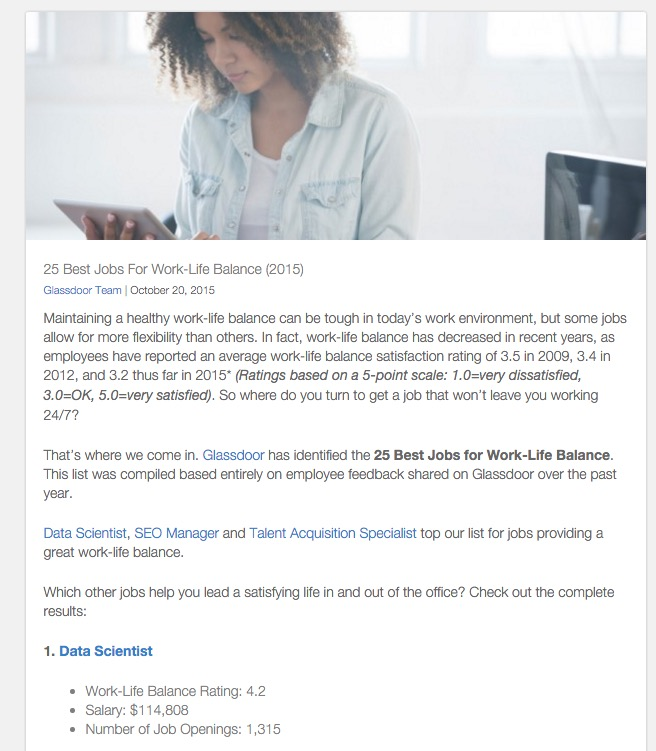 25 Best Jobs For Work-Life Balance (2015)
Glassdoor Team | October 20, 2015
Maintaining a healthy work-life balance can be tough in today's work environment, but some jobs
allow for more flexibility than others. In fact, work-life balance has decreased in recent years, as
employees have reported an average work-life balance satisfaction rating of 3.5 in 2009, 3.4 in
2012, and 3.2 thus far in 2015* (Ratings based on a 5-point scale: 1.0=very dissatisfied,
3.0=OK, 5.0=very satisfied). So where do you turn to get a job that won't leave you working
24/7?
That's where we come in. Glassdoor has identified the 25 Best Jobs for Work-Life Balance.
This list was compiled based entirely on employee feedback shared on Glassdoor over the past
year.
Data Scientist, SEO Manager and Talent Acquisition Specialist top our list for jobs providing a
great work-life balance.
Which other jobs help you lead a satisfying life in and out of the office? Check out the complete
results:
1. Data Scientist
• Work-Life Balance Rating: 4.2
• Salary: $114,808
• Number of Job Openings: 1,315